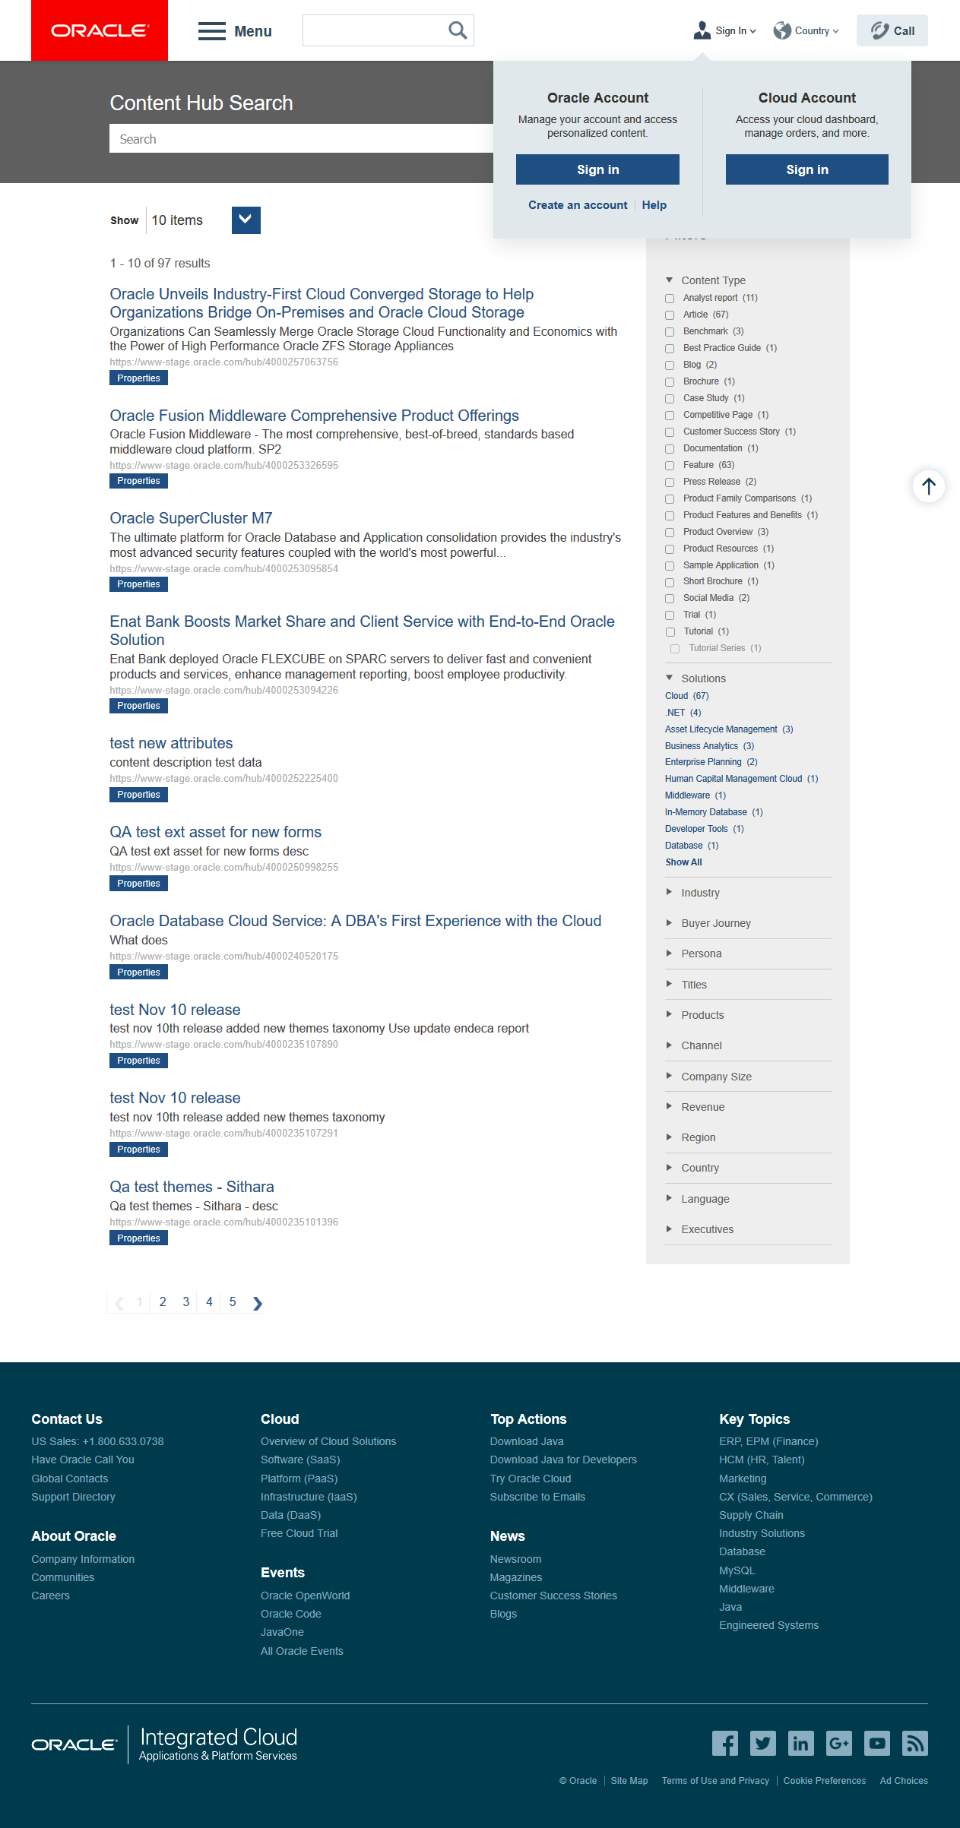 ORACLE
Menu
Sign In
Country
Call
Oracle Account
Manage your account and access
personalized content.
Sign in
Create an account
Help
Cloud Account
Access your cloud dashboard,
manage orders, and more.
Sign in
Content Hub Search
Search
Show
10 items
1 - 10 of 97 results
Oracle Unveils Industry-First Cloud Converged Storage to Help
Organizations Bridge On-Premises and Oracle Cloud Storage
Organizations Can Seamlessly Merge Oracle Storage Cloud Functionality and Economics with
the Power of High Performance Oracle ZFS Storage Appliances
https://www-stage.oracle.com/hub/4000257063756
Properties
Oracle Fusion Middleware Comprehensive Product Offerings
Oracle Fusion Middleware - The most comprehensive, best-of-breed, standards based
middleware cloud platform. SP2
https://www-stage.oracle.com/hub/4000253326595
Properties
Oracle SuperCluster M7
The ultimate platform for Oracle Database and Application consolidation provides the industry's
most advanced security features coupled with the world's most powerful...
https://www-stage.oracle.com/hub/4000253095854
Properties
Enat Bank Boosts Market Share and Client Service with End-to-End Oracle
Solution
Enat Bank deployed Oracle FLEXCUBE on SPARC servers to deliver fast and convenient
products and services, enhance management reporting, boost employee productivity.
https://www-stage.oracle.com/hub/4000253094226
Properties
test new attributes
content description test data
https://www-stage.oracle.com/hub/4000252225400
Properties
QA test ext asset for new forms
QA test ext asset for new forms desc
https://www-stage.oracle.com/hub/4000250998255
Properties
Oracle Database Cloud Service: A DBA's First Experience with the Cloud
What does
https://www-stage.oracle.com/hub/4000240520175
Properties
test Nov 10 release
test nov 10th release added new themes taxonomy Use update endeca report
https://www-stage.oracle.com/hub/4000235107890
Properties
test Nov 10 release
test nov 10th release added new themes taxonomy
https://www-stage.oracle.com/hub/4000235107291
Properties
Qa test themes - Sithara
Qa test themes - Sithara - desc
https://www-stage.oracle.com/hub/4000235101396
Properties
1 2 3 4 5
Content Type
Analyst report (11)
Article (67)
Benchmark (3)
Best Practice Guide (1)
Blog (2)
Brochure (1)
Case Study (1)
Competitive Page (1)
Customer Success Story (1)
Documentation (1)
Feature (63)
Press Release (2)
Product Family Comparisons (1)
Product Features and Benefits (1)
Product Overview (3)
Product Resources (1)
Sample Application (1)
Short Brochure (1)
Social Media (2)
Trial (1)
Tutorial (1)
Tutorial Series (1)
Solutions
Cloud (67)
.NET (4)
Asset Lifecycle Management (3)
Business Analytics (3)
Enterprise Planning (2)
Human Capital Management Cloud (1)
Middleware (1)
In-Memory Database (1)
Developer Tools (1)
Database (1)
Show All
Industry
Buyer Journey
Persona
Titles
Products
Channel
Company Size
Revenue
Region
Country
Language
Executives
Contact Us
US Sales: +1.800.633.0738
Have Oracle Call You
Global Contacts
Support Directory
About Oracle
Company Information
Communities
Careers
Cloud
Overview of Cloud Solutions
Software (SaaS)
Platform (PaaS)
Infrastructure (IaaS)
Data (DaaS)
Free Cloud Trial
Events
Oracle OpenWorld
Oracle Code
JavaOne
All Oracle Events
Top Actions
Download Java
Download Java for Developers
Try Oracle Cloud
Subscribe to Emails
News
Newsroom
Magazines
Customer Success Stories
Blogs
Key Topics
ERP, EPM (Finance)
HCM (HR, Talent)
Marketing
CX (Sales, Service, Commerce)
Supply Chain
Industry Solutions
Database
MySQL
Middleware
Java
Engineered Systems
ORACLE
Integrated Cloud
Applications & Platform Services
© Oracle
Site Map
Terms of Use and Privacy
Cookie Preferences
Ad Choices